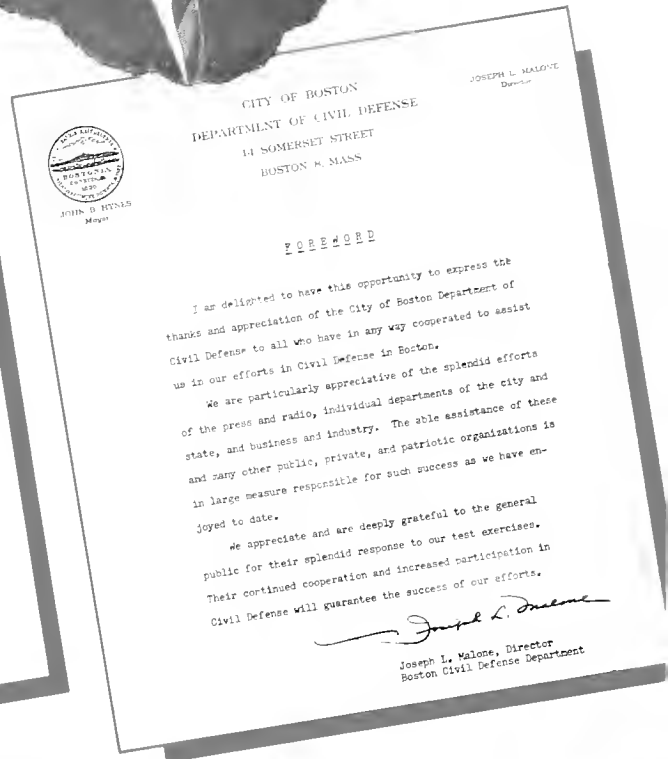 CITY OF BOSTON
DEPARTMENT OF CIVIL DEFENSE
14 SOMERSET STREET
BOSTON 8, MASS
JOSEPH L. MALONE
Director
BOSTONIA
CONDITA A.D.
1630
JOHN B HYNES
Mayor
FOREWORD
I am delighted to have this opportunity to express the
thanks and appreciation of the City of Boston Department of
Civil Defense to all who have in any way cooperated to assist
us in our efforts in Civil Defense in Boston.
We are particularly appreciative of the splendid efforts
of the press and radio, individual departments of the city and
state, and business and industry. The able assistance of these
and many other public, private, and patriotic organizations is
in large measure responsible for such success as we have en-
joyed to date.
We appreciate and are deeply grateful to the general
public for their splendid response to our test exercises.
Their continued cooperation and increased participation in
Civil Defense will guarantee the success of our efforts.
Joseph L. Malone
Joseph L. Malone, Director
Boston Civil Defense Department